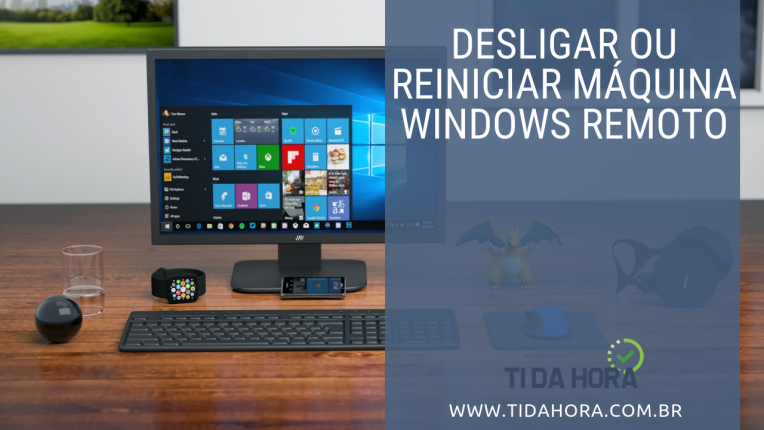 DESLIGAR OU
REINICIAR MÁQUINA
WINDOWS REMOTO
TI DA HORA
WWW.TIDAHORA.COM.BR